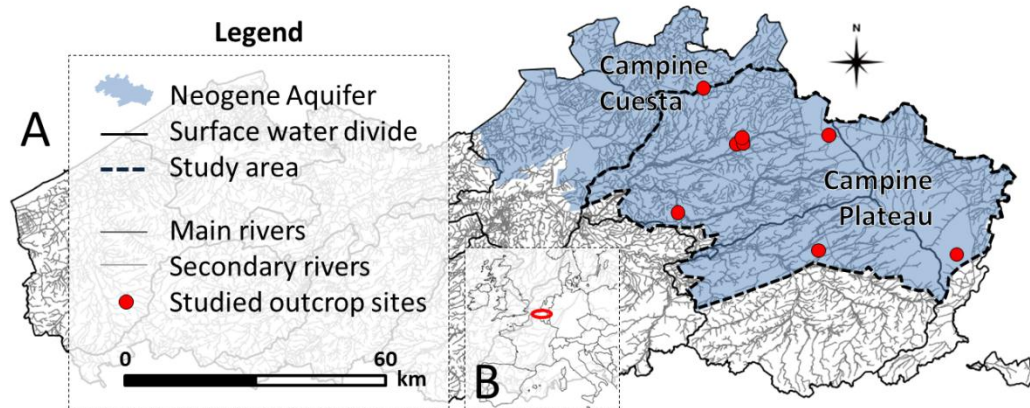 Legend
A
Neogene Aquifer
Surface water divide
Study area
Main rivers
Secondary rivers
Studied outcrop sites
0 60
km
B
Campine
Cuesta
N
Campine
Plateau